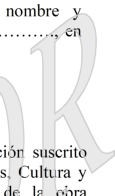 nombre y
............, en
ción suscrito
s, Cultura y
de la obra